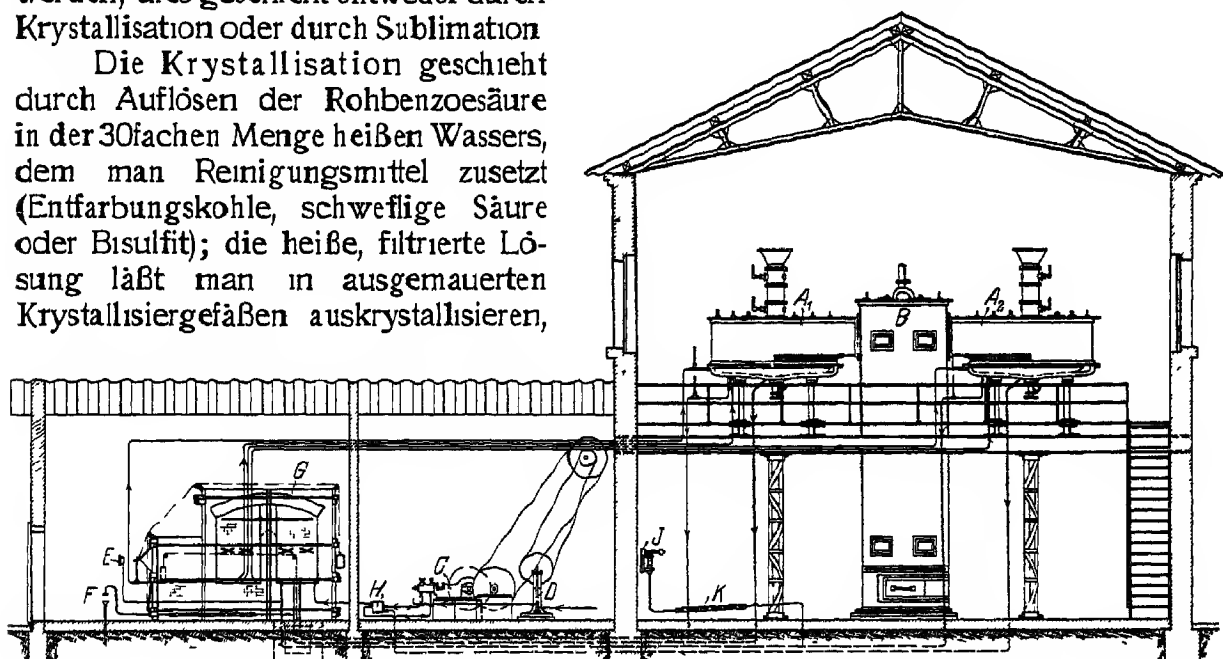 Krystallisation oder durch Sublimation
Die Krystallisation geschieht
durch Auflösen der Rohbenzoesäure
in der 30fachen Menge heißen Wassers,
dem man Reinigungsmittel zusetzt
(Entfarbungskohle, schweflige Säure
oder Bisulfit); die heiße, filtrierte Lö-
sung läßt man in ausgemauerten
Krystallisiergefäßen auskrystallisieren,
A₁
B
A₂
G
E
F
H
C
D
J
K